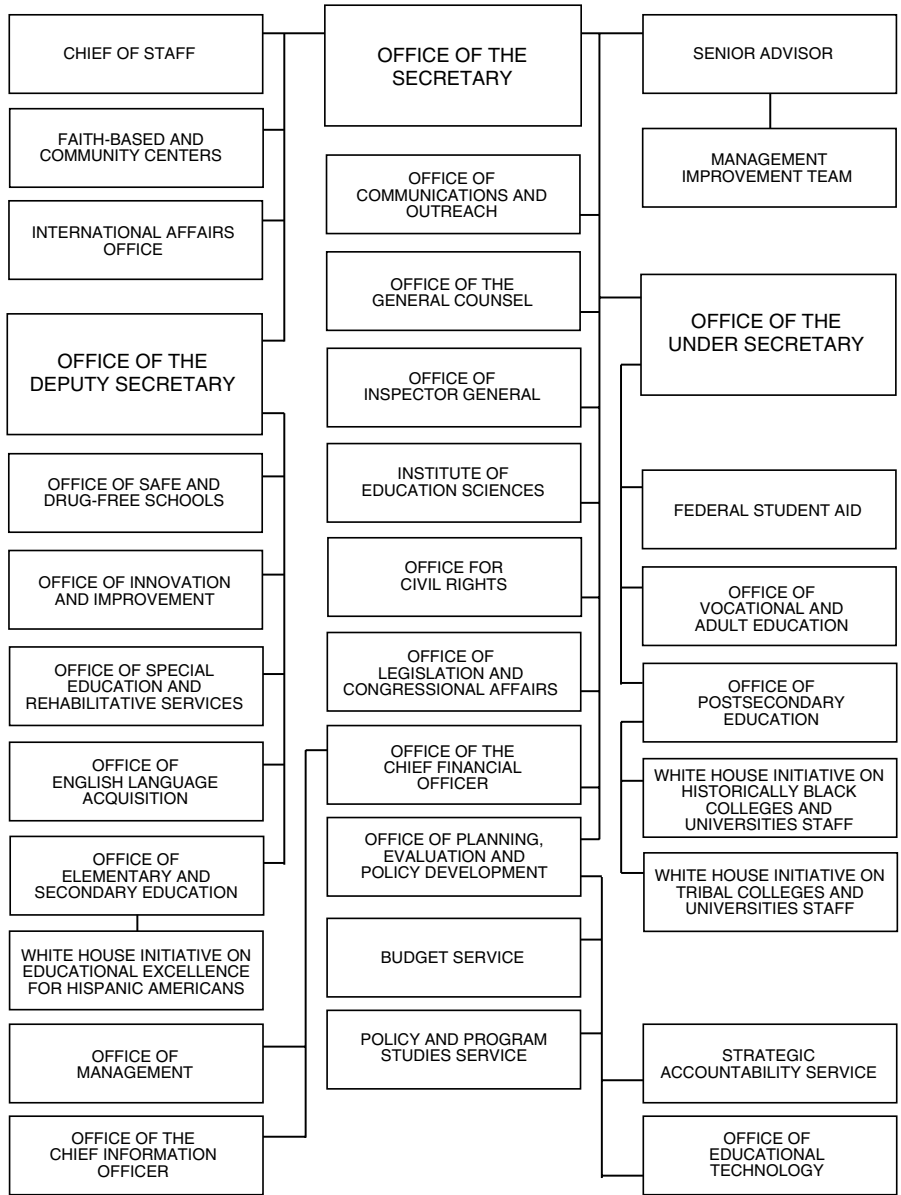 CHIEF OF STAFF
FAITH-BASED AND
COMMUNITY CENTERS
INTERNATIONAL AFFAIRS
OFFICE
OFFICE OF THE
DEPUTY SECRETARY
OFFICE OF SAFE AND
DRUG-FREE SCHOOLS
OFFICE OF INNOVATION
AND IMPROVEMENT
OFFICE OF SPECIAL
EDUCATION AND
REHABILITATIVE SERVICES
OFFICE OF
ENGLISH LANGUAGE
ACQUISITION
OFFICE OF
ELEMENTARY AND
SECONDARY EDUCATION
WHITE HOUSE INITIATIVE ON
EDUCATIONAL EXCELLENCE
FOR HISPANIC AMERICANS
OFFICE OF
MANAGEMENT
OFFICE OF THE
CHIEF INFORMATION
OFFICER
OFFICE OF THE
SECRETARY
OFFICE OF
COMMUNICATIONS AND
OUTREACH
OFFICE OF THE
GENERAL COUNSEL
OFFICE OF
INSPECTOR GENERAL
INSTITUTE OF
EDUCATION SCIENCES
OFFICE FOR
CIVIL RIGHTS
OFFICE OF
LEGISLATION AND
CONGRESSIONAL AFFAIRS
OFFICE OF THE
CHIEF FINANCIAL
OFFICER
OFFICE OF PLANNING,
EVALUATION AND
POLICY DEVELOPMENT
BUDGET SERVICE
POLICY AND PROGRAM
STUDIES SERVICE
SENIOR ADVISOR
MANAGEMENT
IMPROVEMENT TEAM
OFFICE OF THE
UNDER SECRETARY
FEDERAL STUDENT AID
OFFICE OF
VOCATIONAL AND
ADULT EDUCATION
OFFICE OF
POSTSECONDARY
EDUCATION
WHITE HOUSE INITIATIVE ON
HISTORICALLY BLACK
COLLEGES AND
UNIVERSITIES STAFF
WHITE HOUSE INITIATIVE ON
TRIBAL COLLEGES AND
UNIVERSITIES STAFF
STRATEGIC
ACCOUNTABILITY SERVICE
OFFICE OF
EDUCATIONAL
TECHNOLOGY